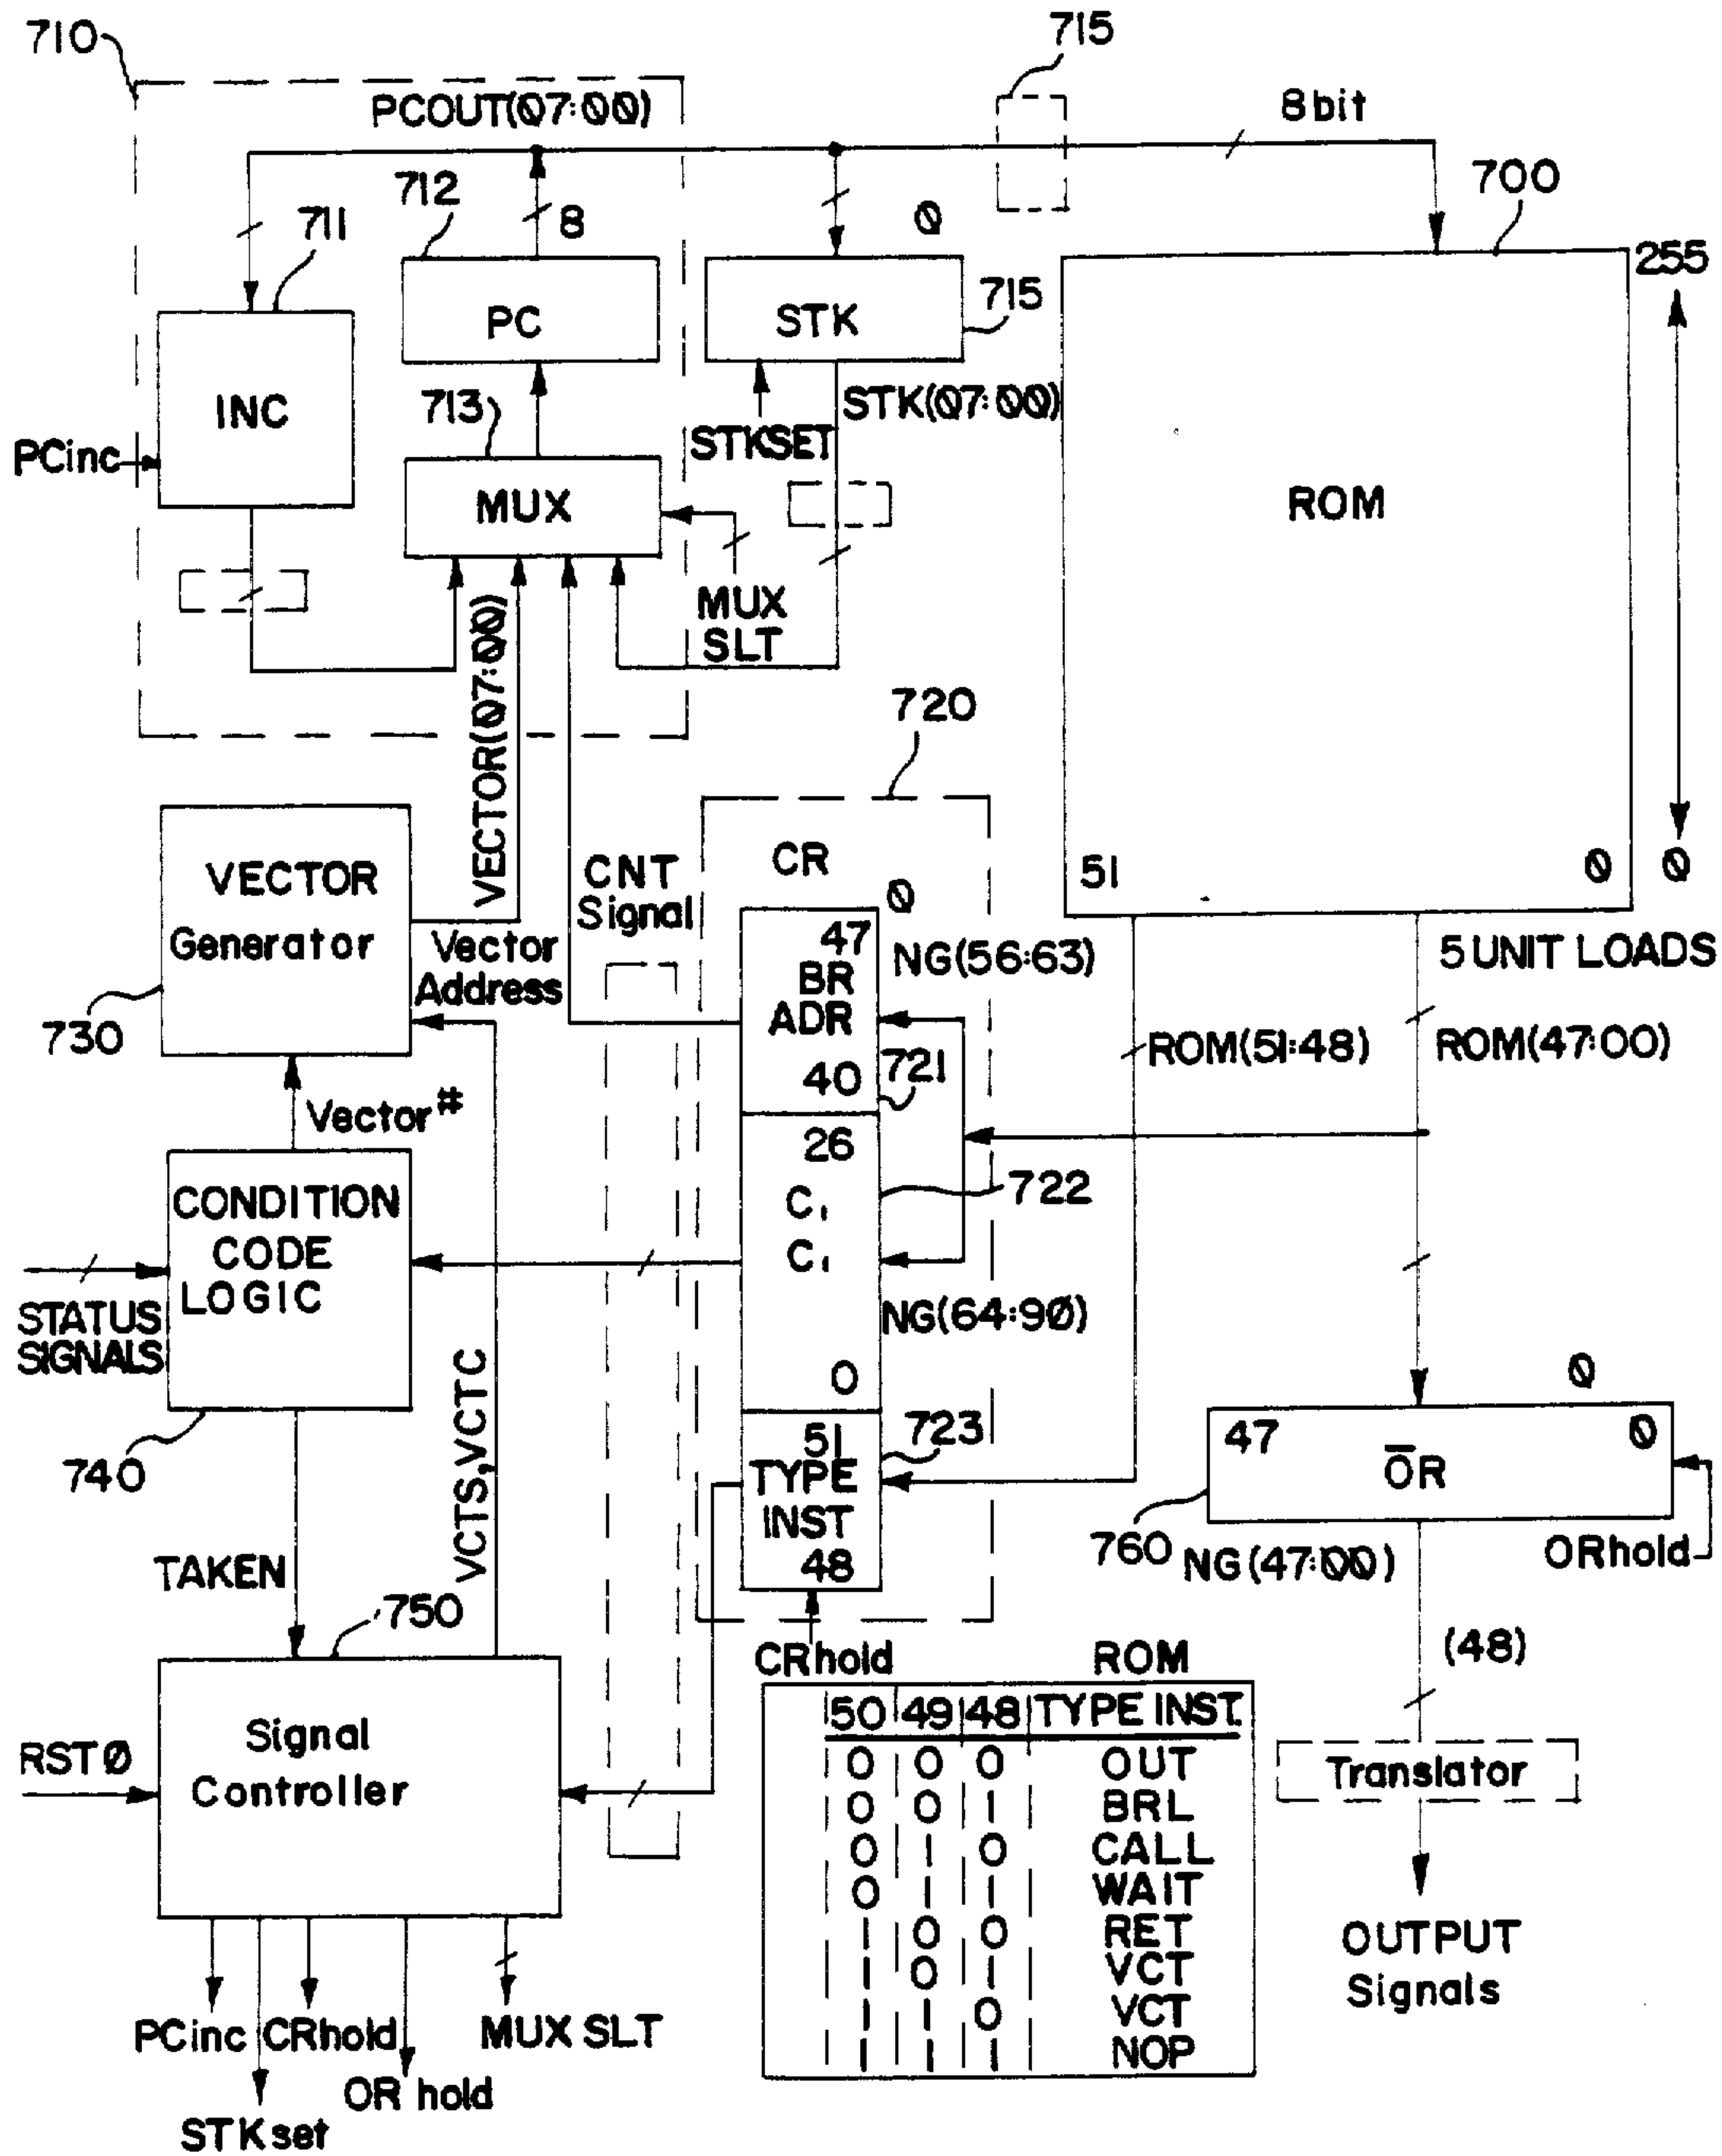 710
715
PCOUT(07:00)
8bit
712
8
0
700
711
255
PC
STK
715
INC
713
STK(07:00)
STKSET
PCinc
MUX
ROM
MUX
SLT
VECTOR(07:00)
720
VECTOR
Generator
CNT
Signal
CR
0
51
0
0
47
BR
ADR
40
NG(56:63)
Vector
Address
5 UNIT LOADS
730
721
ROM(51:48)
ROM(47:00)
Vector#
26
C1
C1
0
722
CONDITION
CODE
LOGIC
STATUS
SIGNALS
NG(64:90)
740
VCTS,VCTC
51
TYPE
INST
48
723
0
47
0
OR
760
NG(47:00)
ORhold
TAKEN
750
CRhold
(48)
Signal
Controller
RST0
Translator
OUTPUT
Signals
ROM
50 49 48 TYPE INST.
0 0 0 OUT
0 0 1 BRL
0 1 0 CALL
0 1 1 WAIT
1 0 0 RET
1 0 1 VCT
1 1 0 VCT
1 1 1 NOP
PCinc
CRhold
MUX SLT
OR hold
STKset